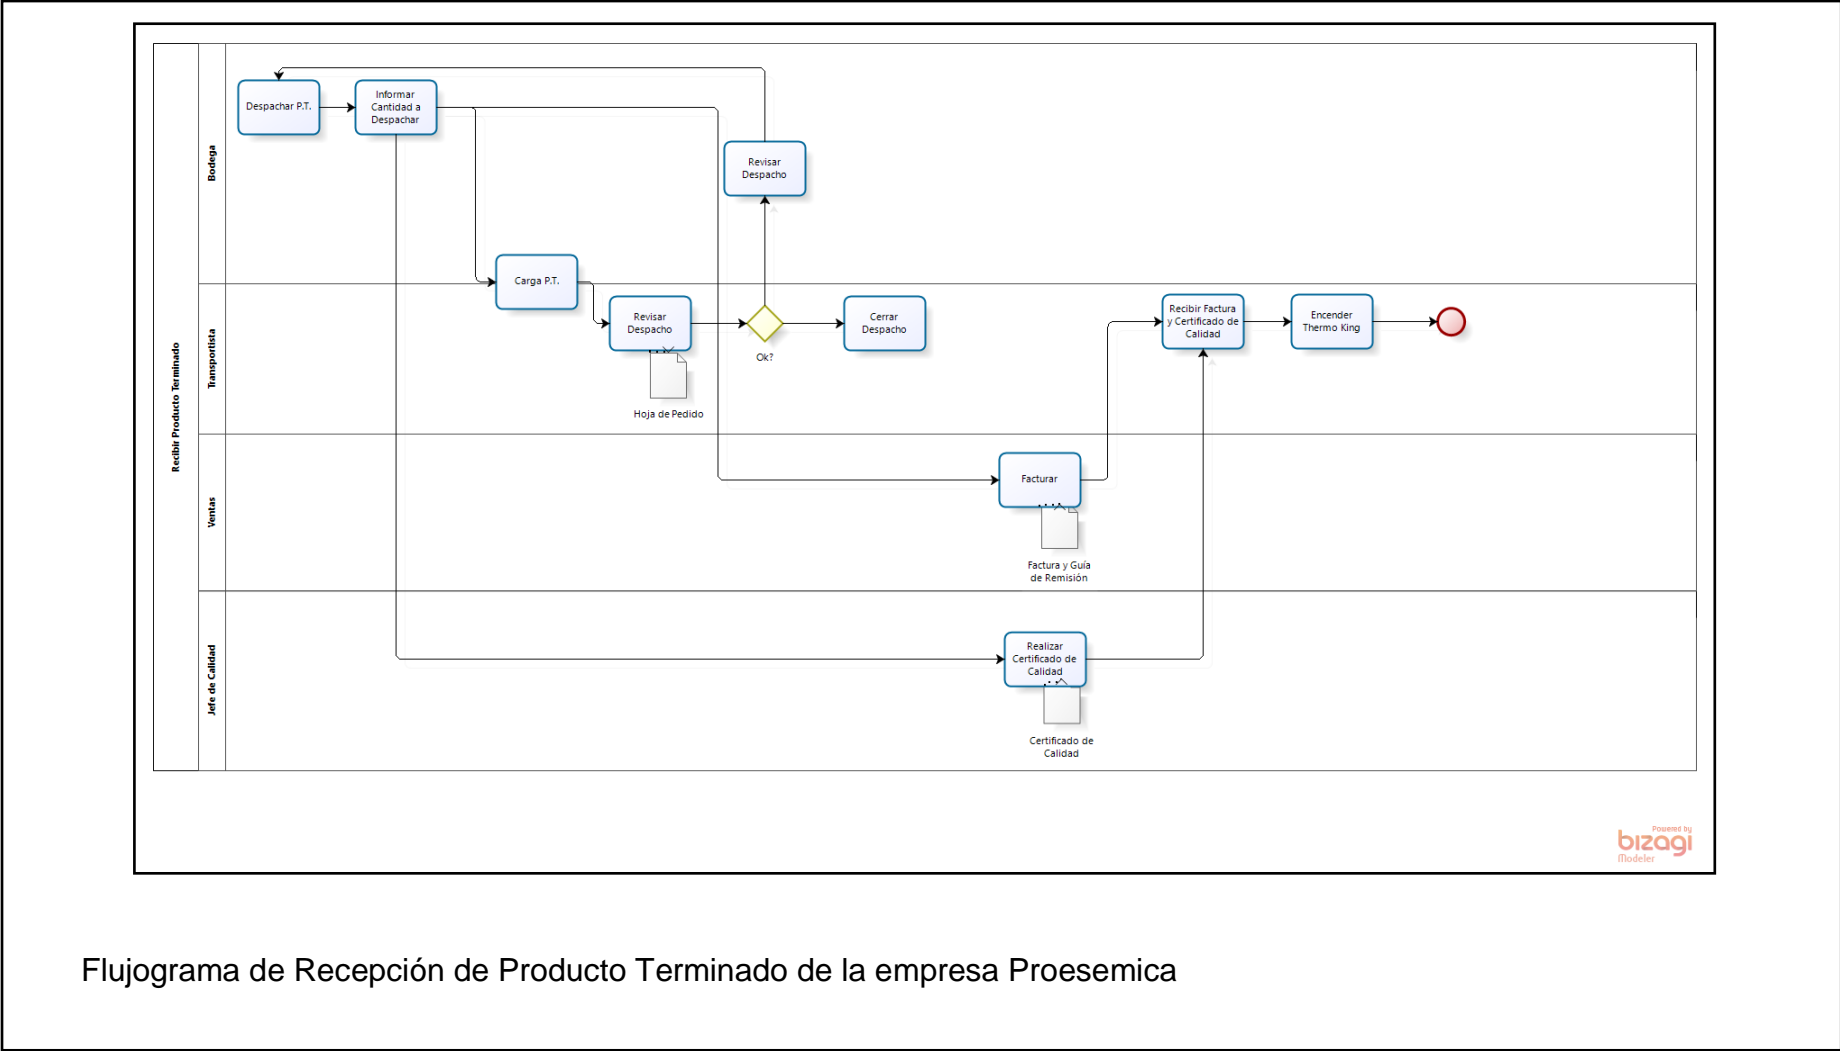 Recibir Producto Terminado
Bodega
Despachar P.T.
Informar
Cantidad a
Despachar
Revisar
Despacho
Carga P.T.
Transportista
Revisar
Despacho
Hoja de Pedido
Ok?
Cerrar
Despacho
Recibir Factura
y Certificado de
Calidad
Encender
Thermo King
Ventas
Facturar
Factura y Guía
de Remisión
Jefe de Calidad
Realizar
Certificado de
Calidad
Certificado de
Calidad
Powered by
bizagi
Modeler
Flujograma de Recepción de Producto Terminado de la empresa Proesemica